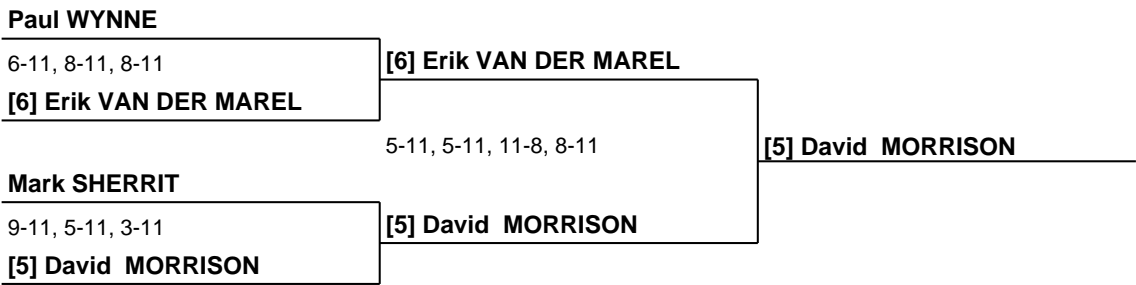 Paul WYNNE
6-11, 8-11, 8-11
[6] Erik VAN DER MAREL
[6] Erik VAN DER MAREL
5-11, 5-11, 11-8, 8-11
[5] David  MORRISON
Mark SHERRIT
9-11, 5-11, 3-11
[5] David  MORRISON
[5] David  MORRISON